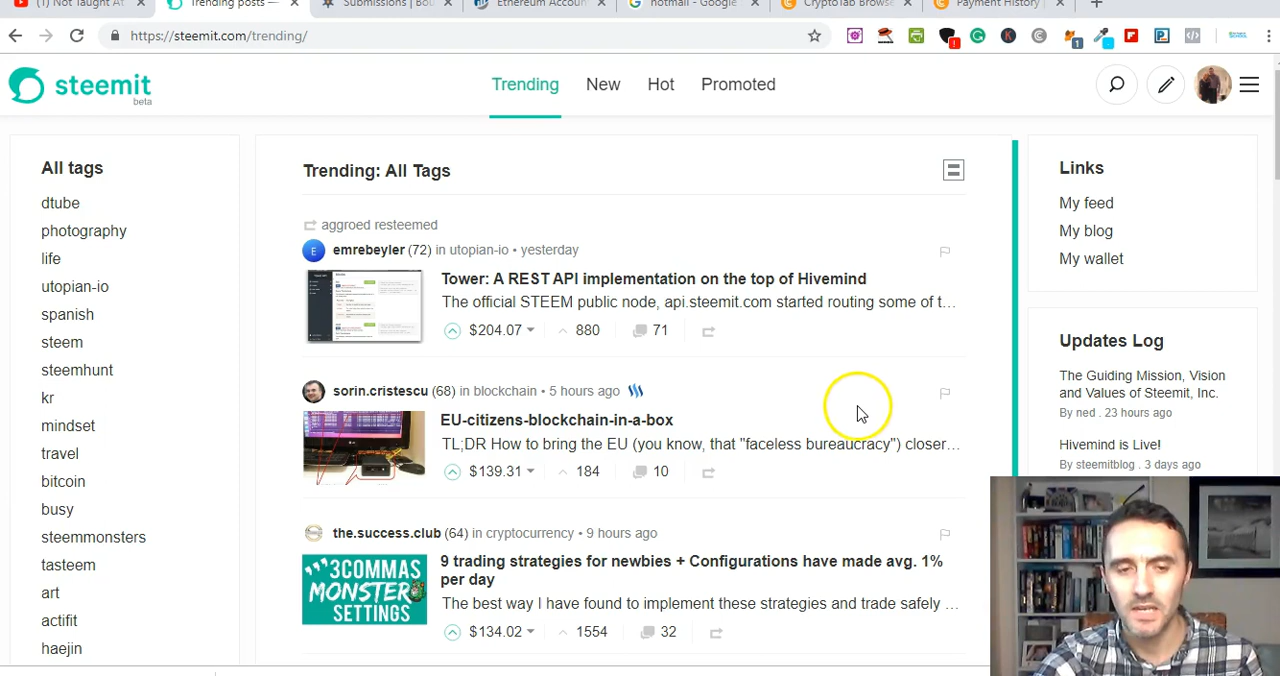 (1) Not Taught At
Trending posts —
Submissions | Bou
Ethereum Accoun
hotmail - Google
CryptoTab Browse
Payment History |
https://steemit.com/trending/
steemit
beta
Trending
New
Hot
Promoted
All tags
dtube
photography
life
utopian-io
spanish
steem
steemhunt
kr
mindset
travel
bitcoin
busy
steemmonsters
tasteem
art
actifit
haejin
Trending: All Tags
aggroed resteemed
E
emrebeyler (72) in utopian-io • yesterday
Tower: A REST API implementation on the top of Hivemind
The official STEEM public node, api.steemit.com started routing some of t…
$204.07 880 71
sorin.cristescu (68) in blockchain • 5 hours ago
EU-citizens-blockchain-in-a-box
TL;DR How to bring the EU (you know, that "faceless bureaucracy") closer…
$139.31 184 10
the.success.club (64) in cryptocurrency • 9 hours ago
3COMMAS
MONSTER
SETTINGS
9 trading strategies for newbies + Configurations have made avg. 1%
per day
The best way I have found to implement these strategies and trade safely …
$134.02 1554 32
Links
My feed
My blog
My wallet
Updates Log
The Guiding Mission, Vision
and Values of Steemit, Inc.
By ned . 23 hours ago
Hivemind is Live!
By steemitblog . 3 days ago